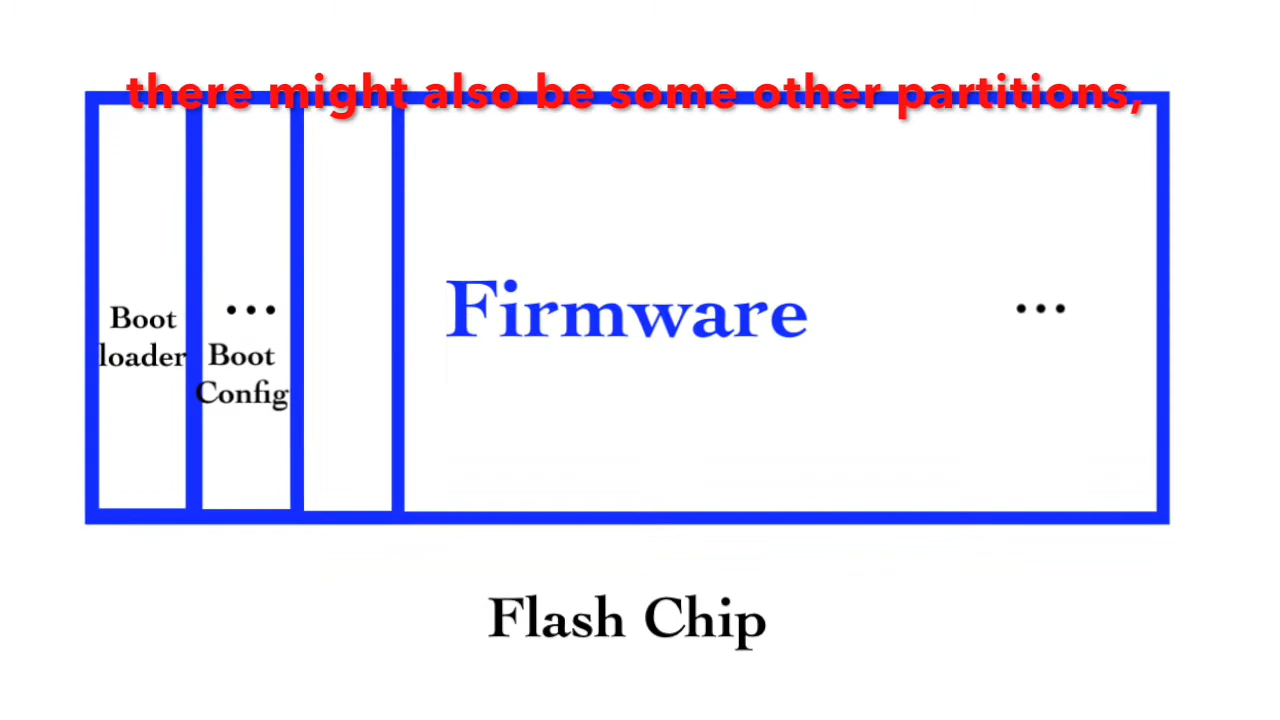 there might also be some other partitions,
Boot
loader
...
Boot
Config
Firmware
...
Flash Chip